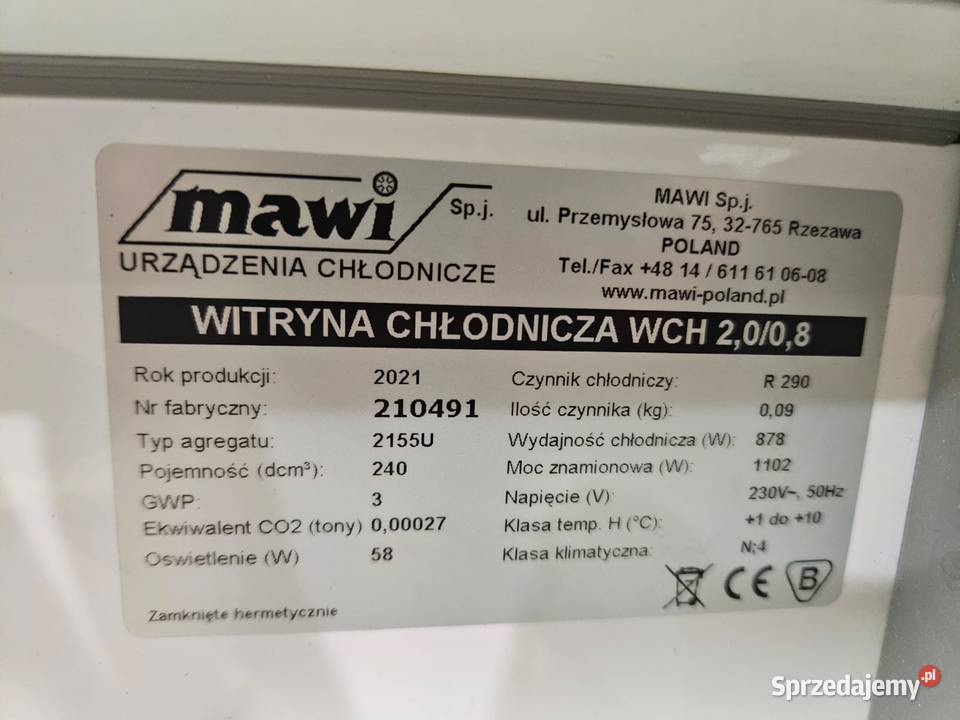 mawi Sp.j.
URZĄDZENIA CHŁODNICZE
MAWI Sp.j.
ul. Przemysłowa 75, 32-765 Rzezawa
POLAND
Tel./Fax +48 14 / 611 61 06-08
www.mawi-poland.pl
WITRYNA CHŁODNICZA WCH 2,0/0,8
Rok produkcji: 2021
Nr fabryczny: 210491
Typ agregatu: 2155U
Pojemność (dcm³): 240
GWP: 3
Ekwiwalent CO2 (tony) 0,00027
Oswietlenie (W) 58
Czynnik chłodniczy: R 290
Ilość czynnika (kg): 0,09
Wydajność chłodnicza (W): 878
Moc znamionowa (W): 1102
Napięcie (V): 230V~, 50Hz
Klasa temp. H (°C): +1 do +10
Klasa klimatyczna: N;4
Zamknięte hermetycznie
CE B
Sprzedajemy.pl